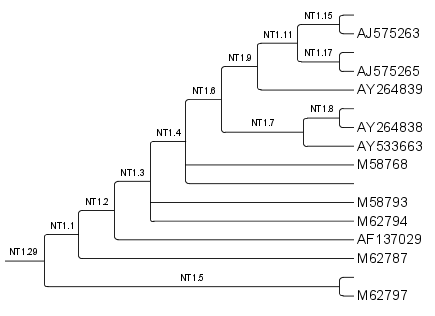 NT1.15
AJ575263
NT1.11
NT1.17
NT1.9
AJ575265
AY264839
NT1.6
NT1.8
NT1.7
AY264838
NT1.4
AY533663
M58768
NT1.3
NT1.2
M58793
M62794
NT1.1
AF137029
NT1.29
M62787
NT1.5
M62797